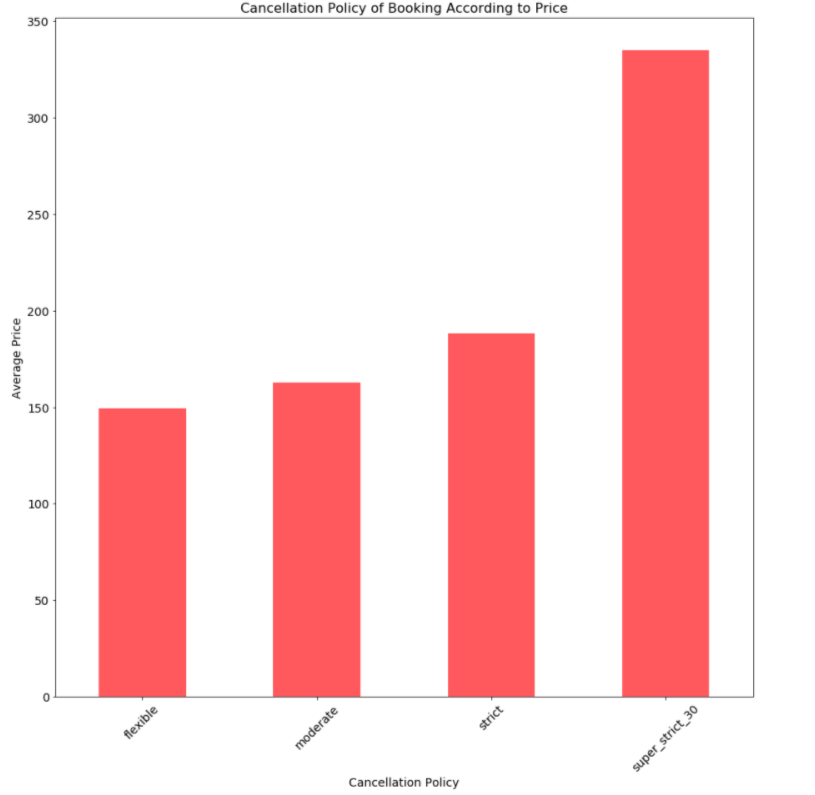 Cancellation Policy of Booking According to Price
350
300
250
200
150
100
50
0
Average Price
flexible
moderate
strict
super_strict_30
Cancellation Policy